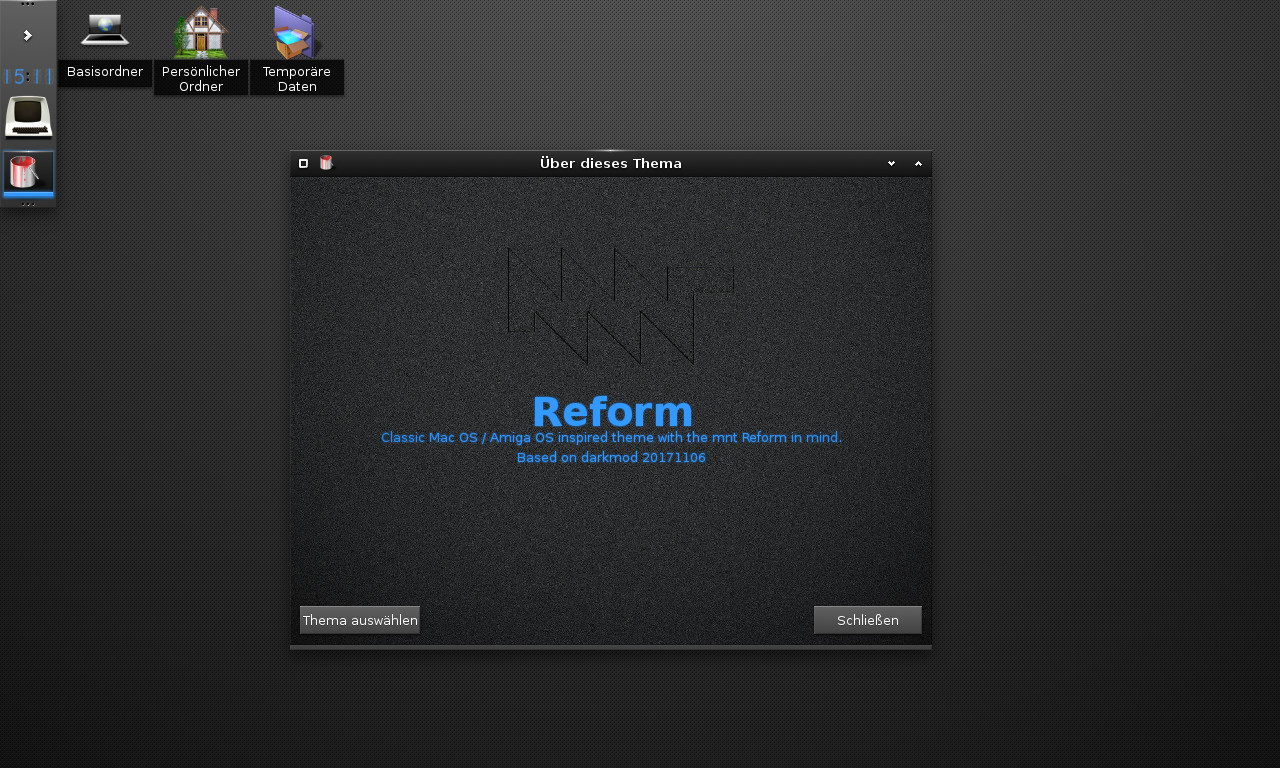 15:11
Basisordner
Persönlicher
Ordner
Temporäre
Daten
Über dieses Thema
Reform
Classic Mac OS / Amiga OS inspired theme with the mnt Reform in mind.
Based on darkmod 20171106
Thema auswählen
Schließen